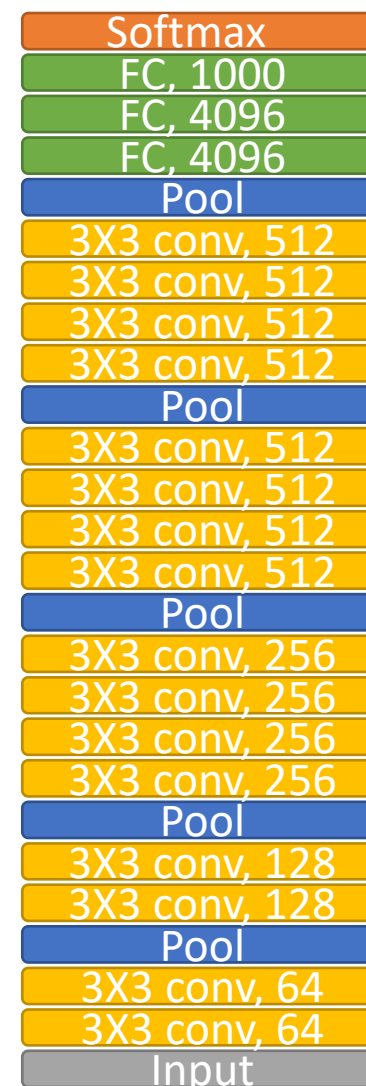 Softmax
FC, 1000
FC, 4096
FC, 4096
Pool
3X3 conv, 512
3X3 conv, 512
3X3 conv, 512
3X3 conv, 512
Pool
3X3 conv, 512
3X3 conv, 512
3X3 conv, 512
3X3 conv, 512
Pool
3X3 conv, 256
3X3 conv, 256
3X3 conv, 256
3X3 conv, 256
Pool
3X3 conv, 128
3X3 conv, 128
Pool
3X3 conv, 64
3X3 conv, 64
Input